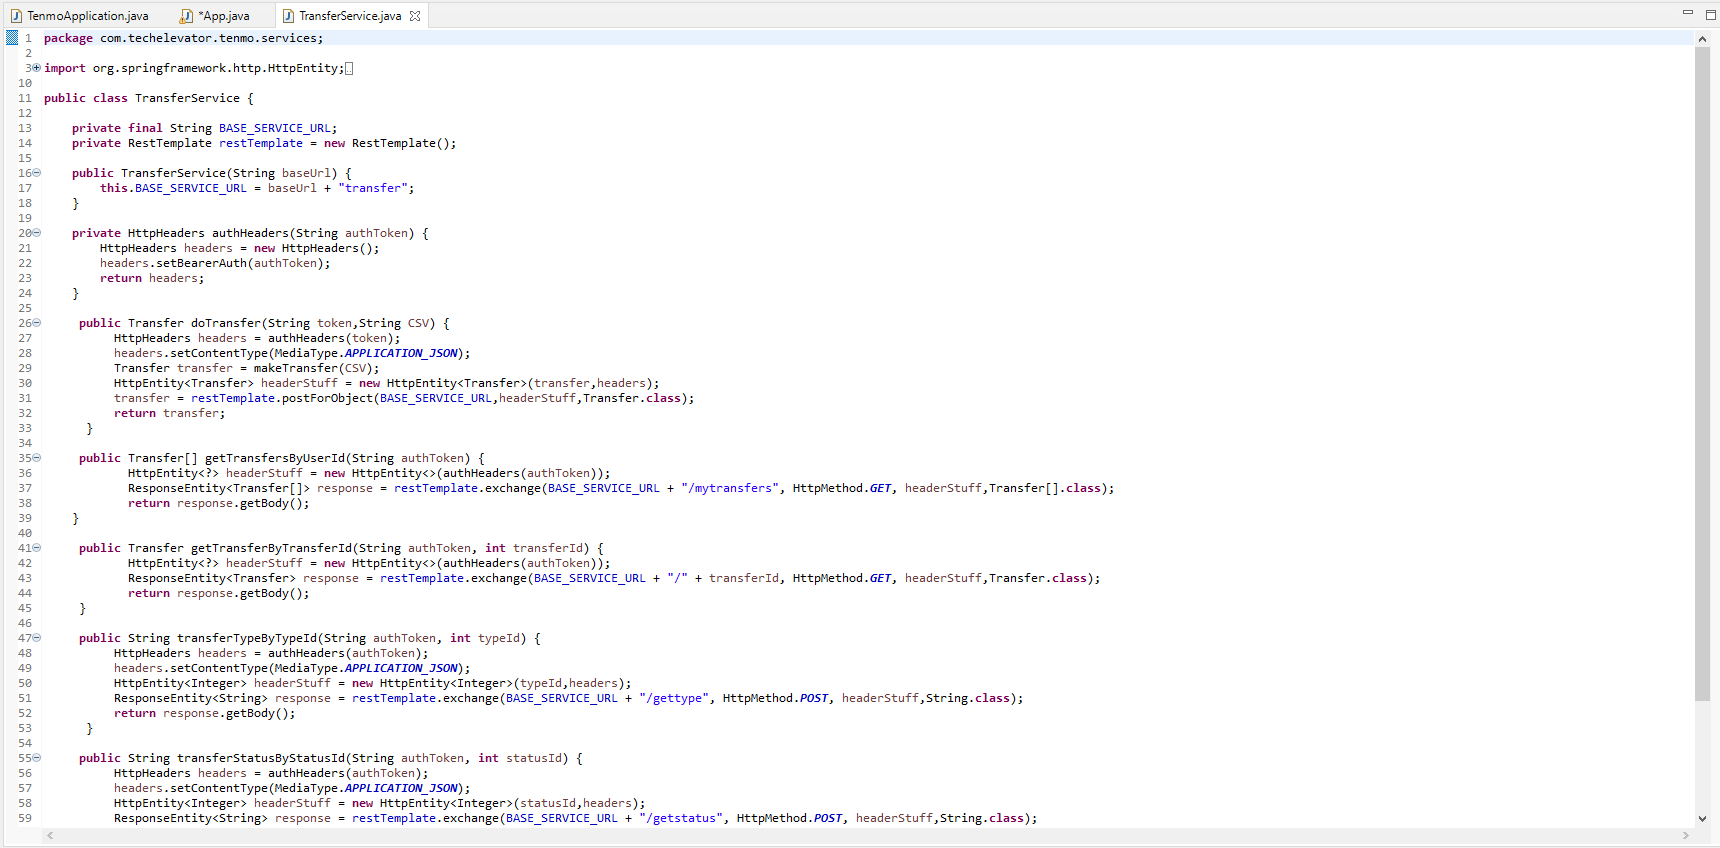 TenmoApplication.java *App.java TransferService.java
1 package com.techelevator.tenmo.services;
2
3 import org.springframework.http.HttpEntity;
10
11 public class TransferService {
12
13 private final String BASE_SERVICE_URL;
14 private RestTemplate restTemplate = new RestTemplate();
15
16 public TransferService(String baseUrl) {
17 this.BASE_SERVICE_URL = baseUrl + "transfer";
18 }
19
20 private HttpHeaders authHeaders(String authToken) {
21 HttpHeaders headers = new HttpHeaders();
22 headers.setBearerAuth(authToken);
23 return headers;
24 }
25
26 public Transfer doTransfer(String token,String CSV) {
27 HttpHeaders headers = authHeaders(token);
28 headers.setContentType(MediaType.APPLICATION_JSON);
29 Transfer transfer = makeTransfer(CSV);
30 HttpEntity<Transfer> headerStuff = new HttpEntity<Transfer>(transfer,headers);
31 transfer = restTemplate.postForObject(BASE_SERVICE_URL,headerStuff,Transfer.class);
32 return transfer;
33 }
34
35 public Transfer[] getTransfersByUserId(String authToken) {
36 HttpEntity<?> headerStuff = new HttpEntity<>(authHeaders(authToken));
37 ResponseEntity<Transfer[]> response = restTemplate.exchange(BASE_SERVICE_URL + "/mytransfers", HttpMethod.GET, headerStuff,Transfer[].class);
38 return response.getBody();
39 }
40
41 public Transfer getTransferByTransferId(String authToken, int transferId) {
42 HttpEntity<?> headerStuff = new HttpEntity<>(authHeaders(authToken));
43 ResponseEntity<Transfer> response = restTemplate.exchange(BASE_SERVICE_URL + "/" + transferId, HttpMethod.GET, headerStuff,Transfer.class);
44 return response.getBody();
45 }
46
47 public String transferTypeByTypeId(String authToken, int typeId) {
48 HttpHeaders headers = authHeaders(authToken);
49 headers.setContentType(MediaType.APPLICATION_JSON);
50 HttpEntity<Integer> headerStuff = new HttpEntity<Integer>(typeId,headers);
51 ResponseEntity<String> response = restTemplate.exchange(BASE_SERVICE_URL + "/gettype", HttpMethod.POST, headerStuff,String.class);
52 return response.getBody();
53 }
54
55 public String transferStatusByStatusId(String authToken, int statusId) {
56 HttpHeaders headers = authHeaders(authToken);
57 headers.setContentType(MediaType.APPLICATION_JSON);
58 HttpEntity<Integer> headerStuff = new HttpEntity<Integer>(statusId,headers);
59 ResponseEntity<String> response = restTemplate.exchange(BASE_SERVICE_URL + "/getstatus", HttpMethod.POST, headerStuff,String.class);